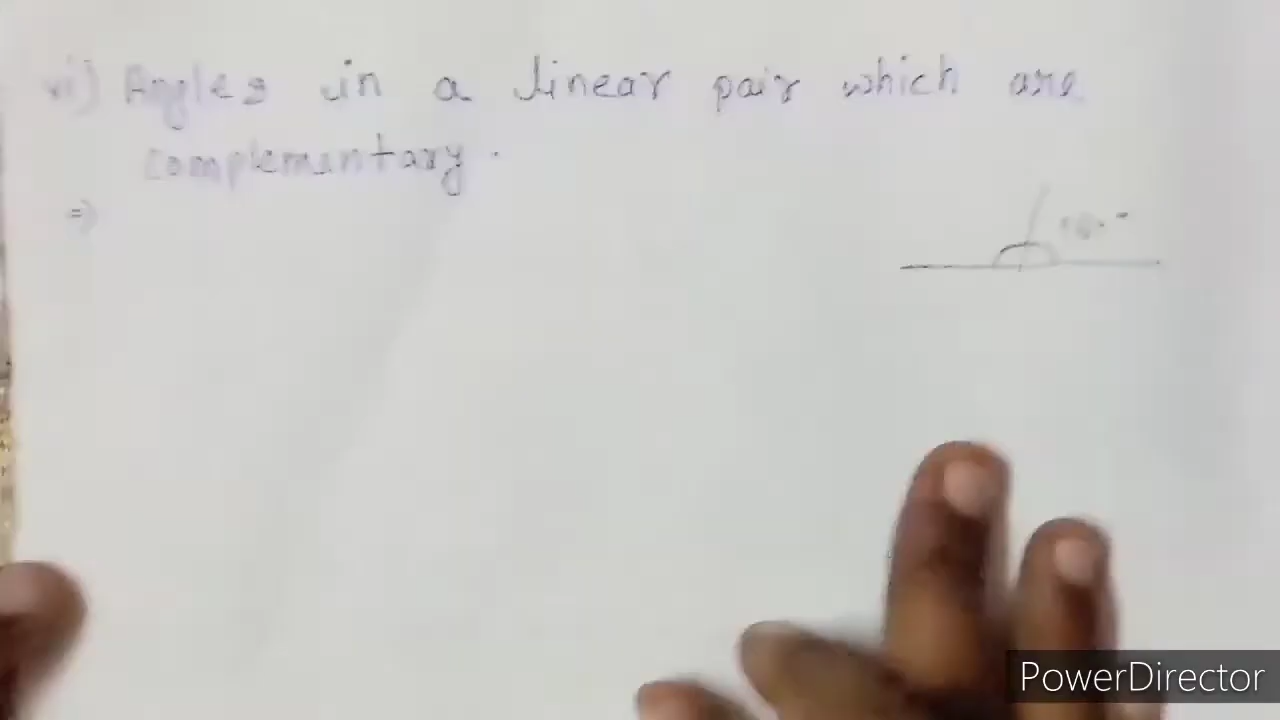 vi) Angles in a linear pair which are
complementary.
⇒
PowerDirector